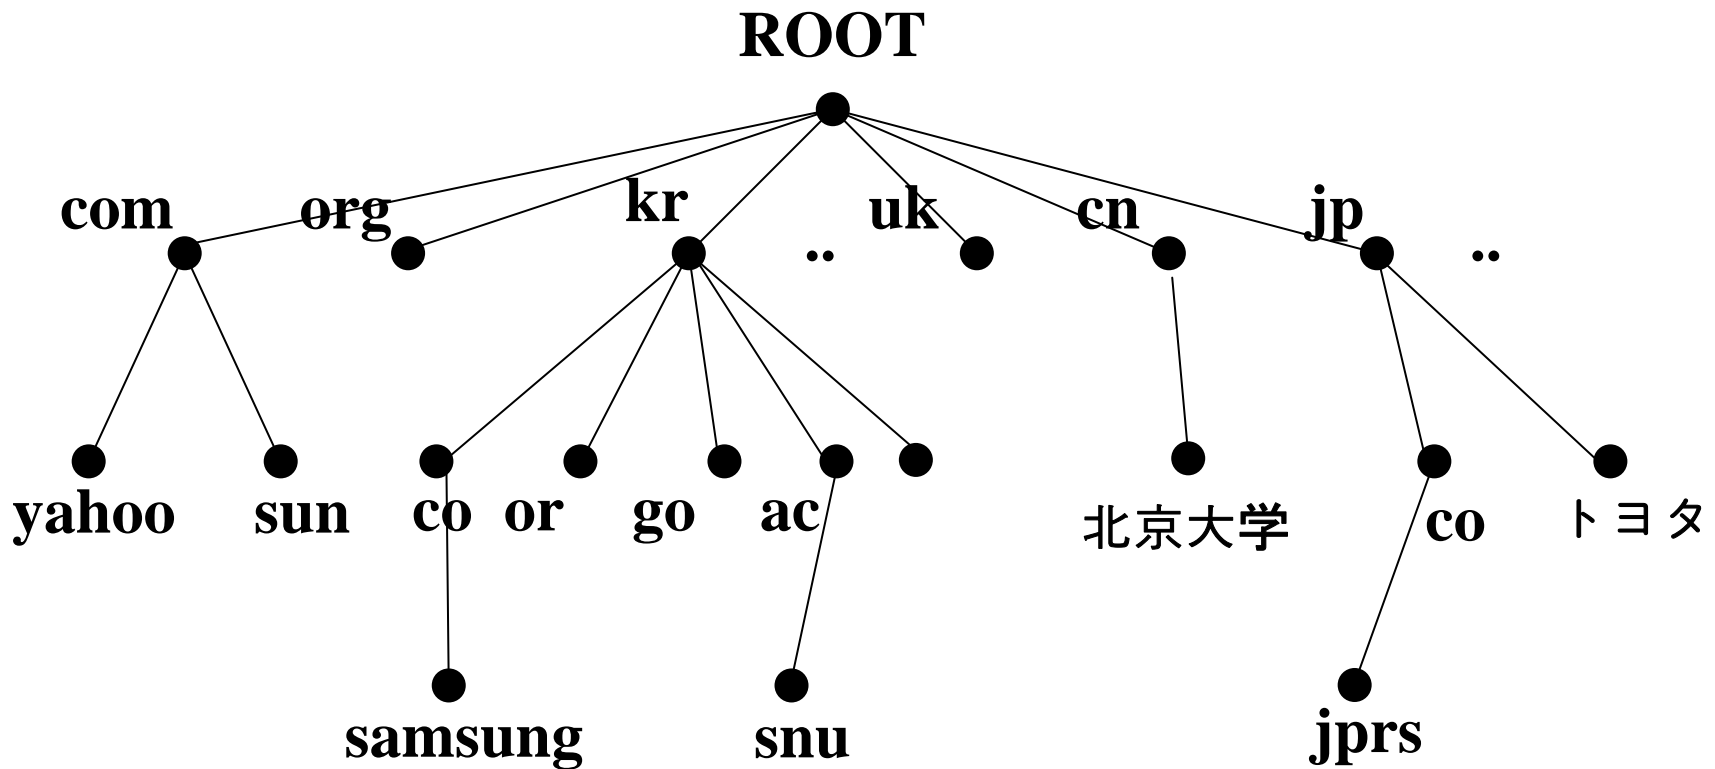 ROOT
com org kr .. uk cn jp ..
yahoo sun co or go ac 北京大学 co トヨタ
samsung snu jprs